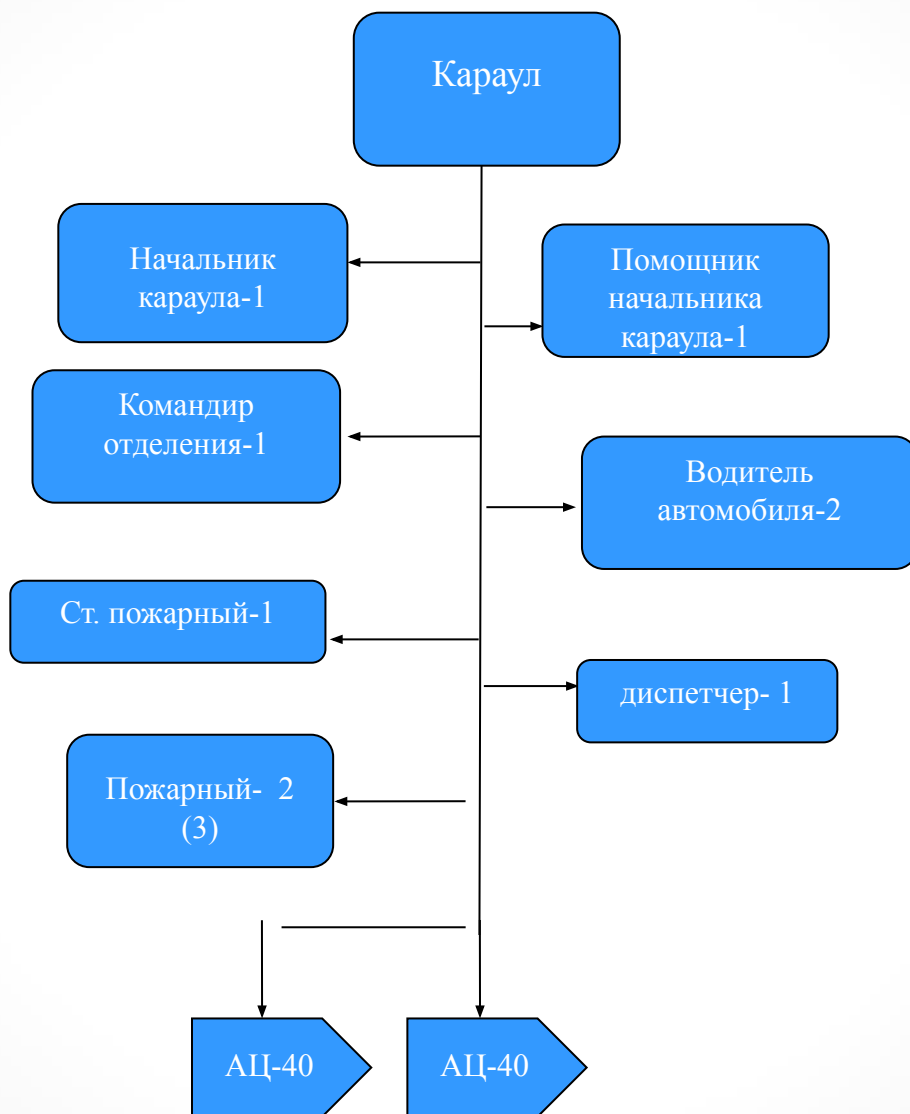 Караул
Начальник
караула-1
Помощник
начальника
караула-1
Командир
отделения-1
Водитель
автомобиля-2
Ст. пожарный-1
диспетчер- 1
Пожарный- 2
(3)
АЦ-40
АЦ-40